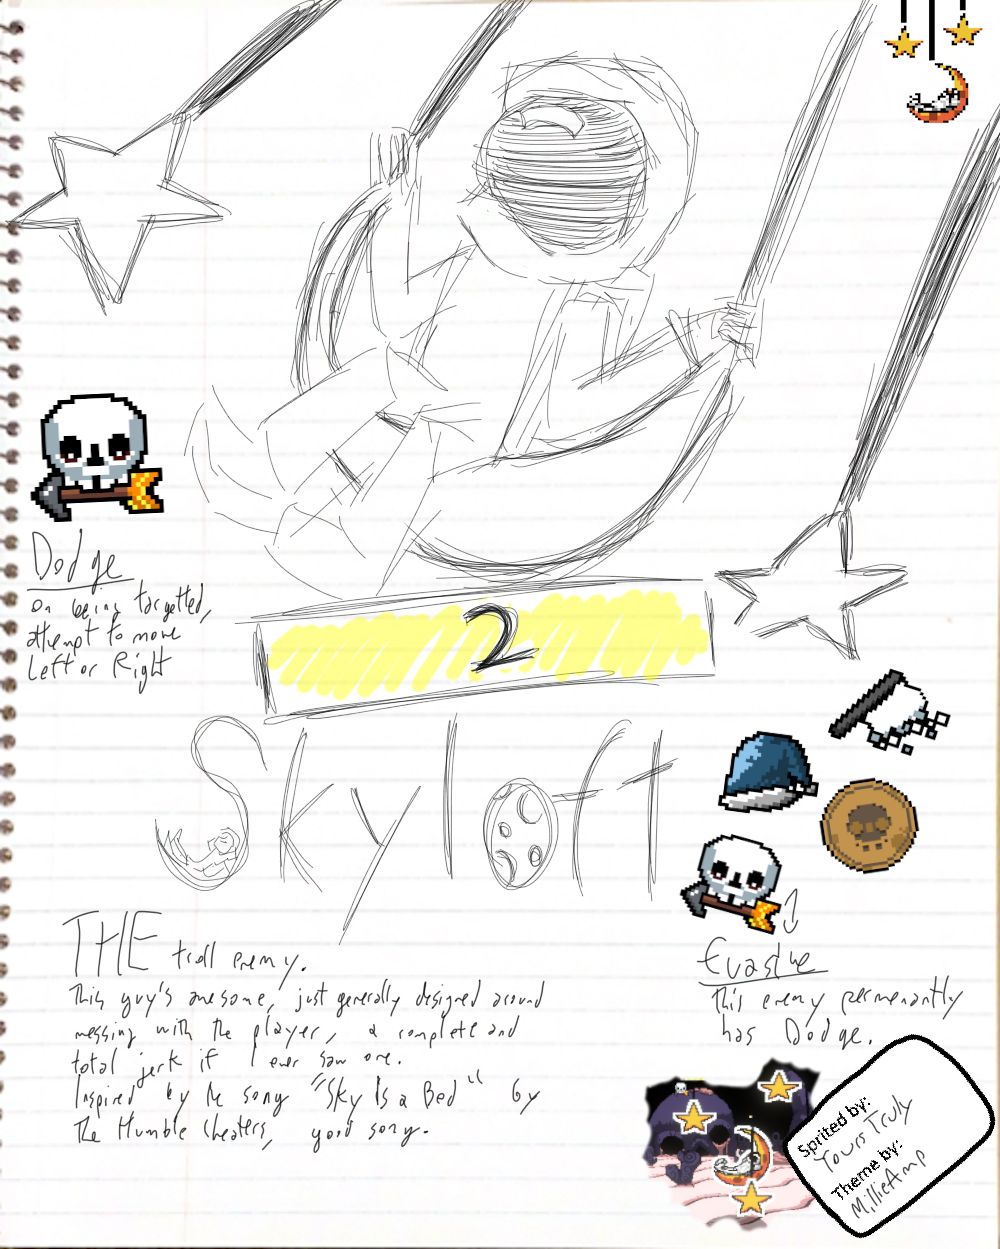 Dodge
on being targetted,
attempt to move
Left or Right
2
Skyloft
THE troll enemy.
This guy's awesome, just generally designed around
messing with the player, a complete and
total jerk if I ever saw one.
Inspired by the song "Sky Is a Bed" by
The Humble Cheaters, good song.
Evasive
This enemy permenantly
has Dodge.
Sprited by:
Yours Truly
Theme by:
MillieAmp